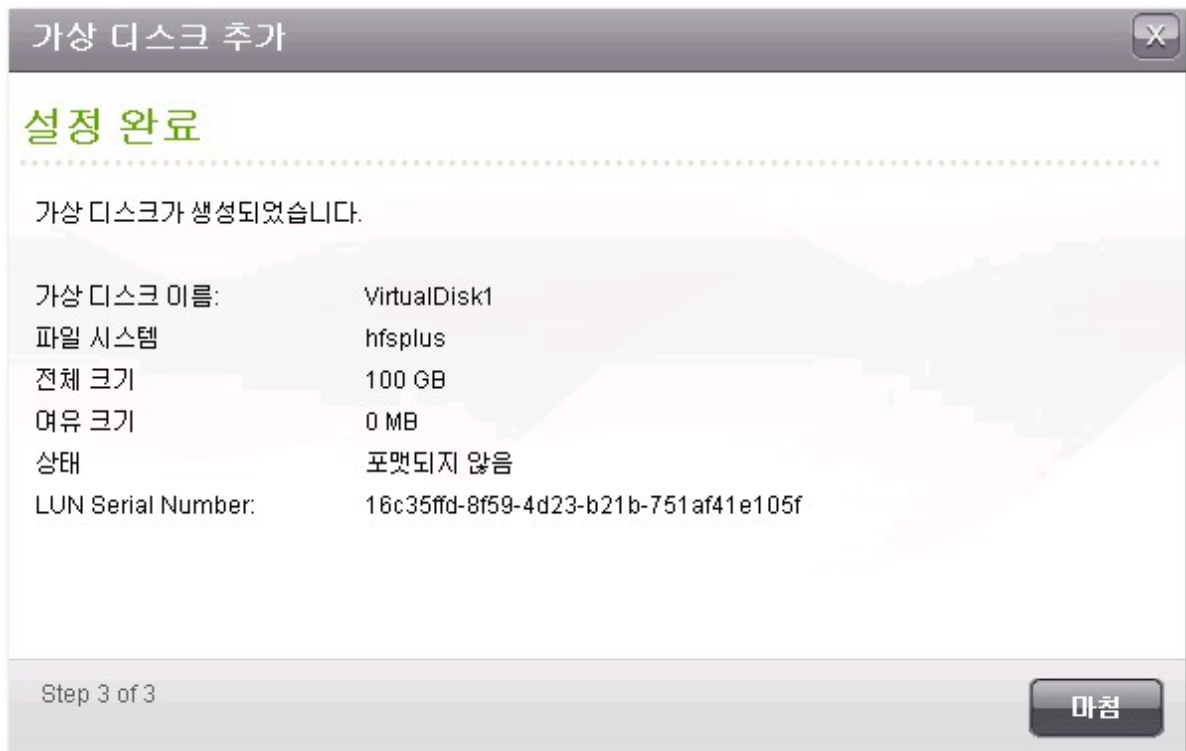 가상 디스크 추가
X
설정 완료
가상 디스크가 생성되었습니다.
가상 디스크 이름: VirtualDisk1
파일 시스템 hfsplus
전체 크기 100 GB
여유 크기 0 MB
상태 포맷되지 않음
LUN Serial Number: 16c35ffd-8f59-4d23-b21b-751af41e105f
Step 3 of 3
마침